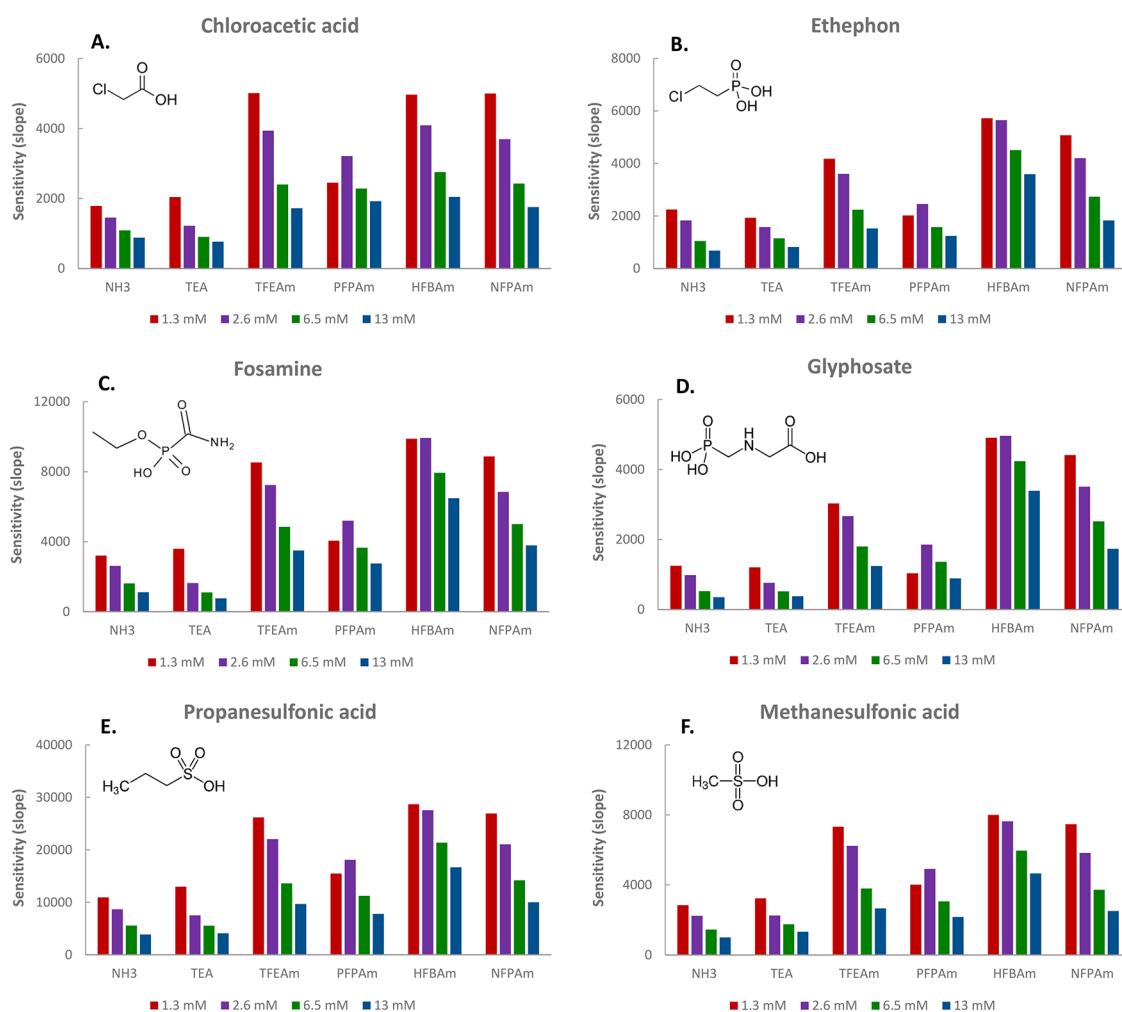 Chloroacetic acid
A.
Cl
O
OH
Sensitivity (slope)
6000
4000
2000
0
NH3 TEA TFEAm PFPAm HFBAm NFPAm
1.3 mM 2.6 mM 6.5 mM 13 mM
Ethephon
B.
O
Cl P OH
OH
Sensitivity (slope)
8000
6000
4000
2000
0
NH3 TEA TFEAm PFPAm HFBAm NFPAm
1.3 mM 2.6 mM 6.5 mM 13 mM
Fosamine
C.
O
O P NH2
HO O
Sensitivity (slope)
12000
8000
4000
0
NH3 TEA TFEAm PFPAm HFBAm NFPAm
1.3 mM 2.6 mM 6.5 mM 13 mM
Glyphosate
D.
O H O
HO P N OH
HO
Sensitivity (slope)
6000
4000
2000
0
NH3 TEA TFEAm PFPAm HFBAm NFPAm
1.3 mM 2.6 mM 6.5 mM 13 mM
Propanesulfonic acid
E.
O O
H3C S OH
Sensitivity (slope)
40000
30000
20000
10000
0
NH3 TEA TFEAm PFPAm HFBAm NFPAm
1.3 mM 2.6 mM 6.5 mM 13 mM
Methanesulfonic acid
F.
O
H3C S OH
O
Sensitivity (slope)
12000
8000
4000
0
NH3 TEA TFEAm PFPAm HFBAm NFPAm
1.3 mM 2.6 mM 6.5 mM 13 mM